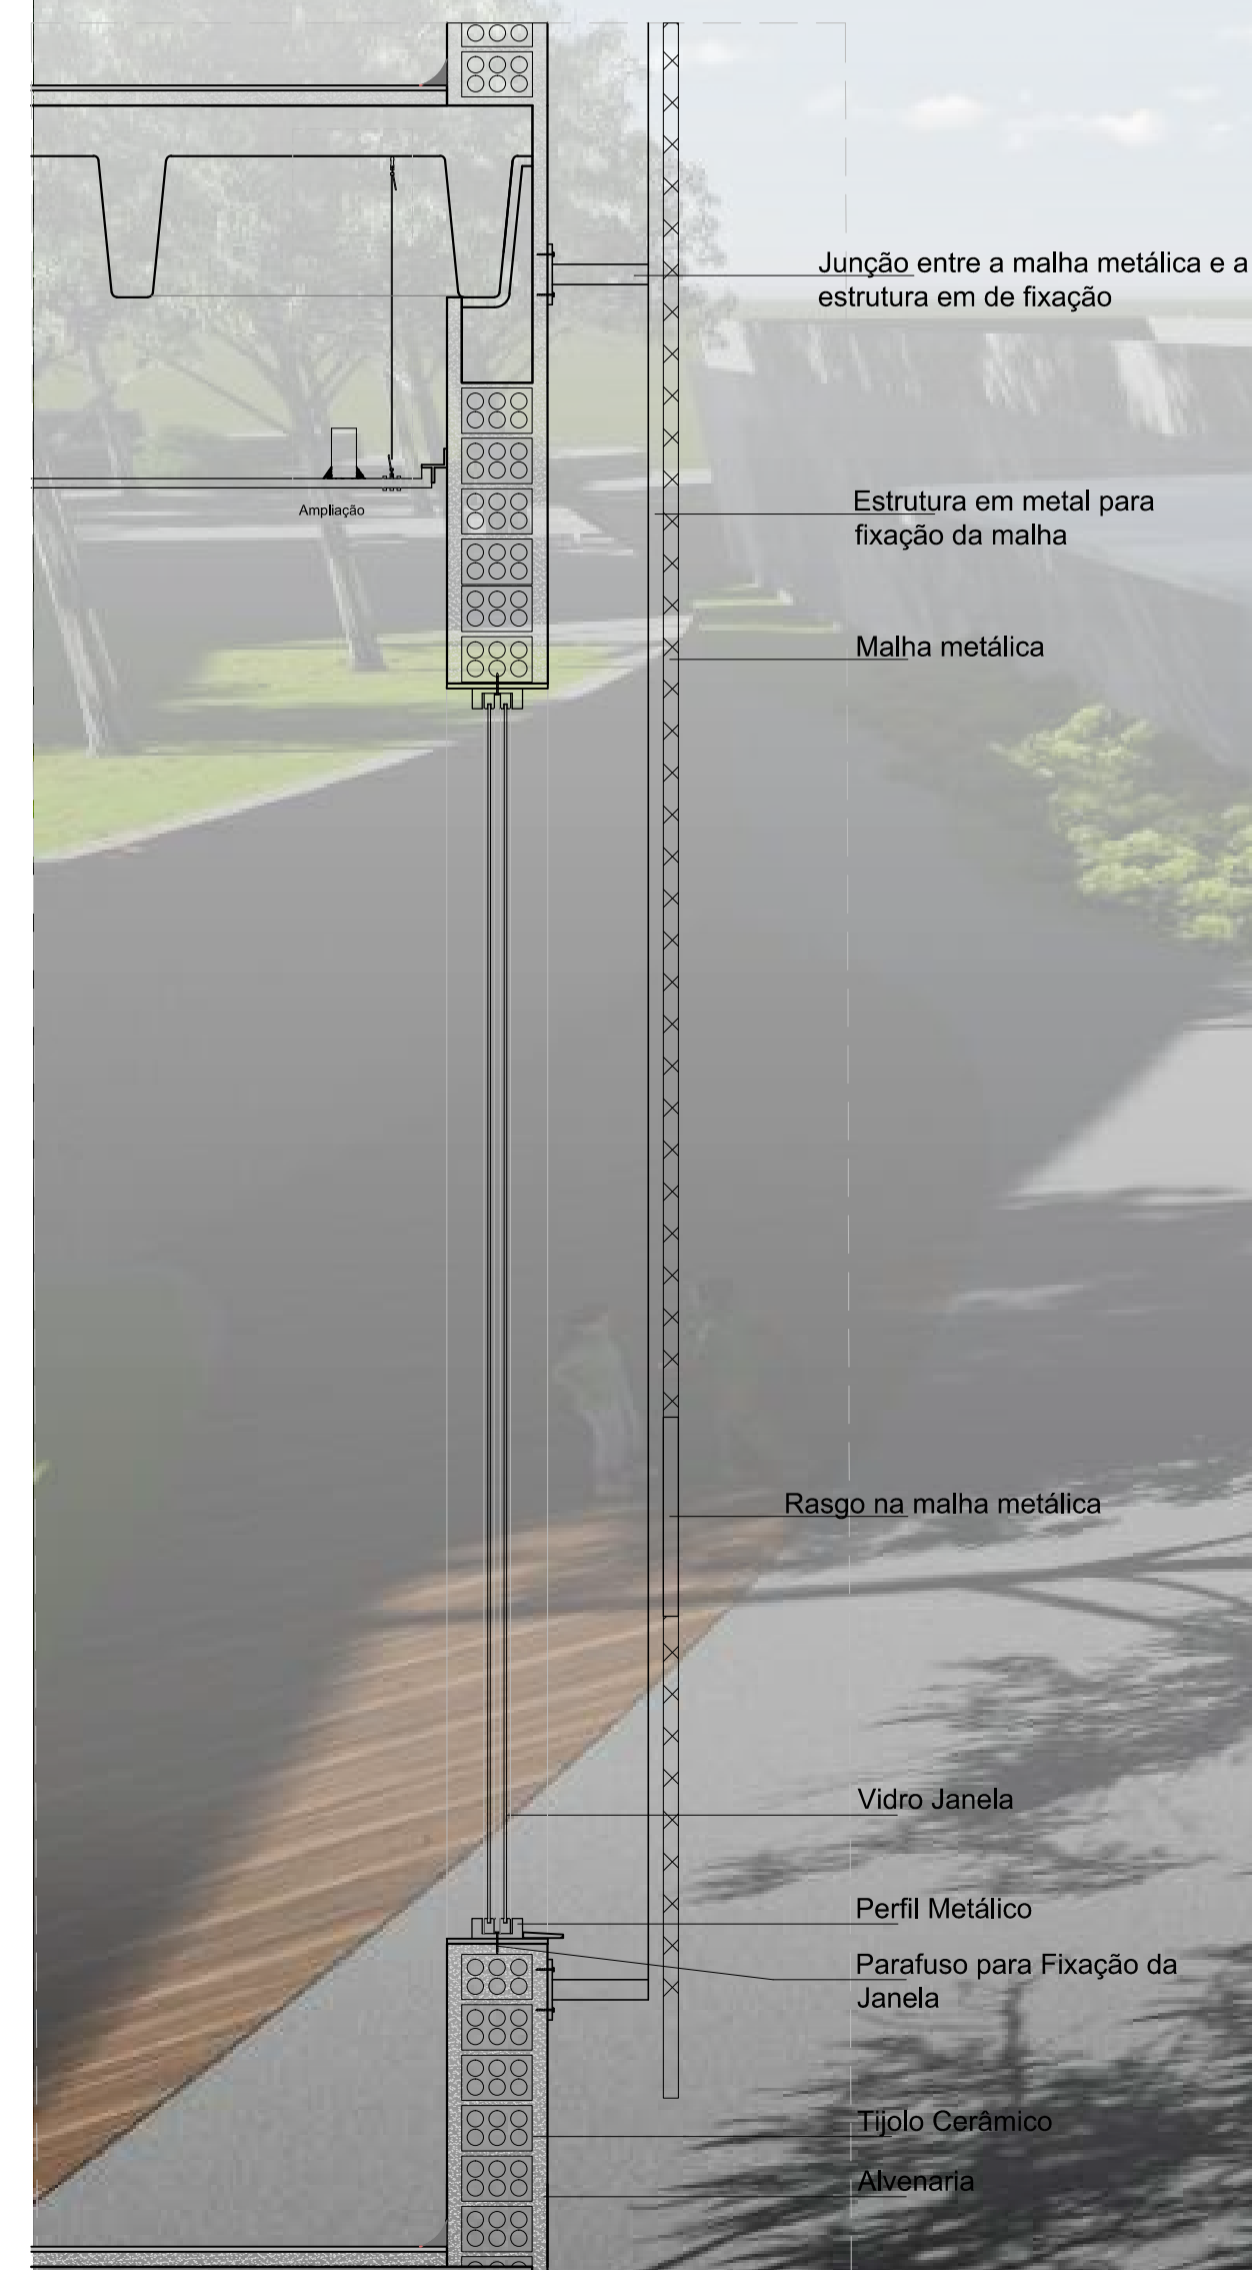 Junção entre a malha metálica e a
estrutura em de fixação
Estrutura em metal para
fixação da malha
Ampliação
Malha metálica
Rasgo na malha metálica
Vidro Janela
Perfil Metálico
Parafuso para Fixação da
Janela
Tijolo Cerâmico
Alvenaria